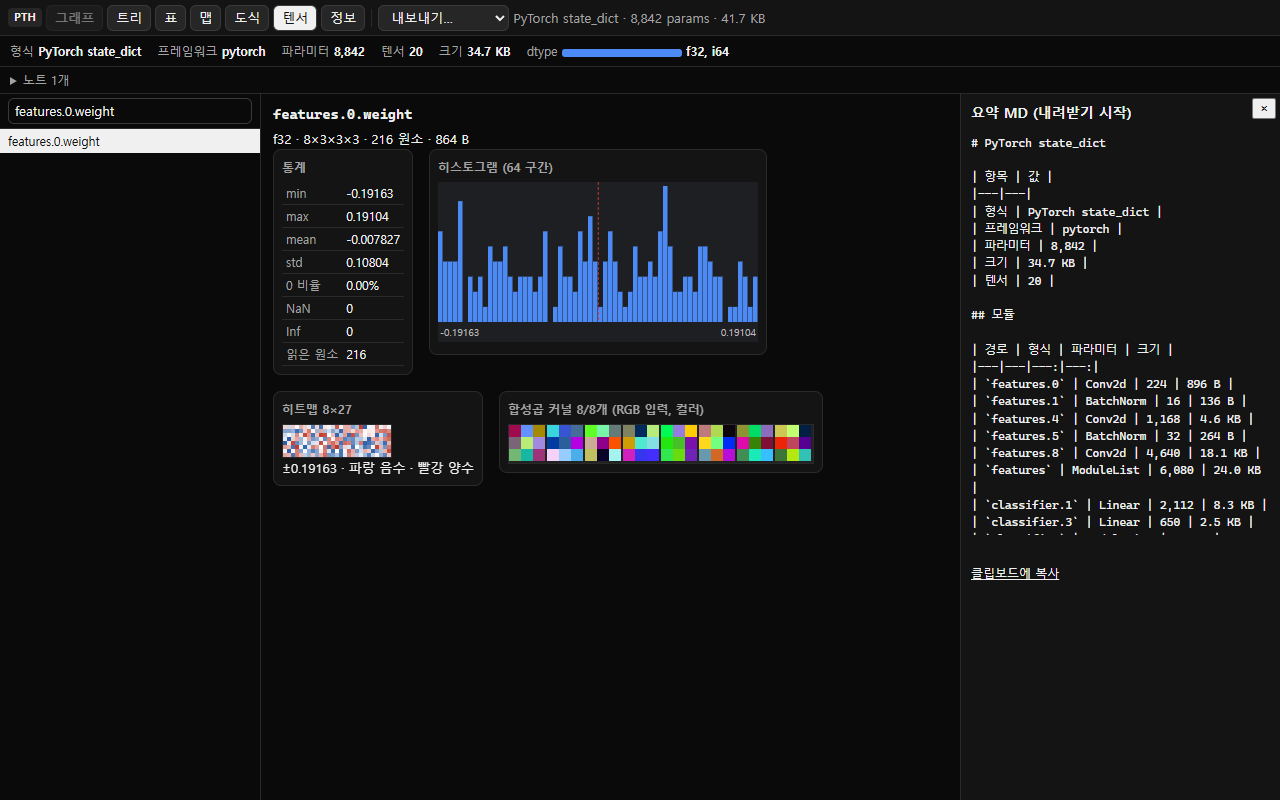 PTH 그래프 트리 표 맵 도식 텐서 정보 내보내기... PyTorch state_dict · 8,842 params · 41.7 KB
형식 PyTorch state_dict 프레임워크 pytorch 파라미터 8,842 텐서 20 크기 34.7 KB dtype f32, i64
▶ 노트 1개
features.0.weight
features.0.weight
features.0.weight
f32 · 8×3×3×3 · 216 원소 · 864 B
통계
min -0.19163
max 0.19104
mean -0.007827
std 0.10804
0 비율 0.00%
NaN 0
Inf 0
읽은 원소 216
히스토그램 (64 구간)
-0.19163 0.19104
히트맵 8×27
±0.19163 · 파랑 음수 · 빨강 양수
합성곱 커널 8/8개 (RGB 입력, 컬러)
요약 MD (내려받기 시작)
×
# PyTorch state_dict
| 항목 | 값 |
|---|---|
| 형식 | PyTorch state_dict |
| 프레임워크 | pytorch |
| 파라미터 | 8,842 |
| 크기 | 34.7 KB |
| 텐서 | 20 |
## 모듈
| 경로 | 형식 | 파라미터 | 크기 |
|---|---|---:|---:|
| `features.0` | Conv2d | 224 | 896 B |
| `features.1` | BatchNorm | 16 | 136 B |
| `features.4` | Conv2d | 1,168 | 4.6 KB |
| `features.5` | BatchNorm | 32 | 264 B |
| `features.8` | Conv2d | 4,640 | 18.1 KB |
| `features` | ModuleList | 6,080 | 24.0 KB
|
| `classifier.1` | Linear | 2,112 | 8.3 KB |
| `classifier.3` | Linear | 650 | 2.5 KB |
클립보드에 복사